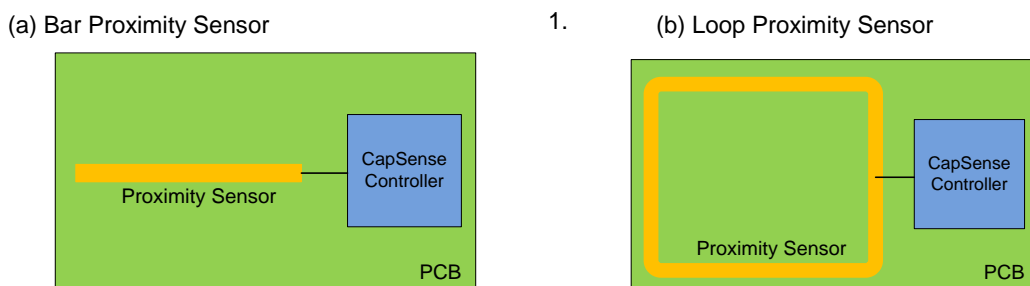 (a) Bar Proximity Sensor
CapSense
Controller
Proximity Sensor
PCB
1.
(b) Loop Proximity Sensor
CapSense
Controller
Proximity Sensor
PCB